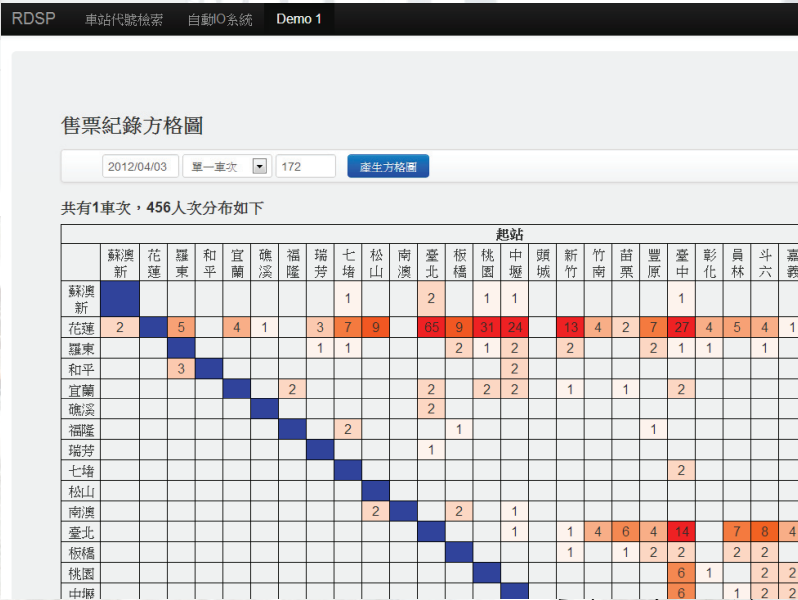 RDSP 車站代號檢索 自動IO系統 Demo 1
售票紀錄方格圖
2012/04/03 單一車次 172 產生方格圖
共有1車次，456人次分布如下
起站
蘇澳新 花蓮 羅東 和平 宜蘭 礁溪 福隆 瑞芳 七堵 松山 南澳 臺北 板橋 桃園 中壢 頭城 新竹 竹南 苗栗 豐原 臺中 彰化 員林 斗六 嘉義
蘇澳新 1 2 1 1 1
花蓮 2 5 4 1 3 7 9 65 9 31 24 13 4 2 7 27 4 5 4 1
羅東 1 1 2 1 2 2 2 1 1 1
和平 3 2
宜蘭 2 2 2 2 1 1 2
礁溪 2
福隆 2 1 1
瑞芳 1
七堵 2
松山
南澳 2 2 1
臺北 1 1 4 6 4 14 7 8 4
板橋 1 1 2 2 2 2
桃園 6 1 2 2
中壢 6 1 2 2